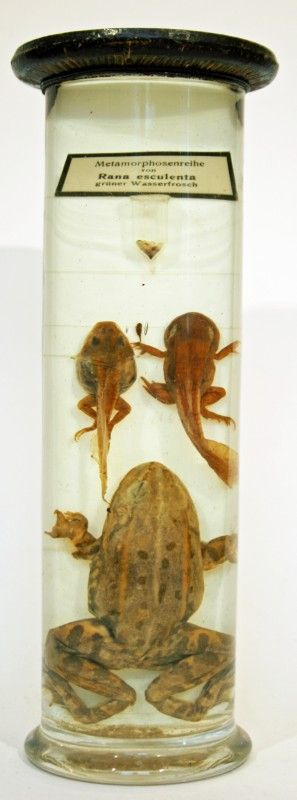 Metamorphosenreihe
von
Rana esculenta
grüner Wasserfrosch